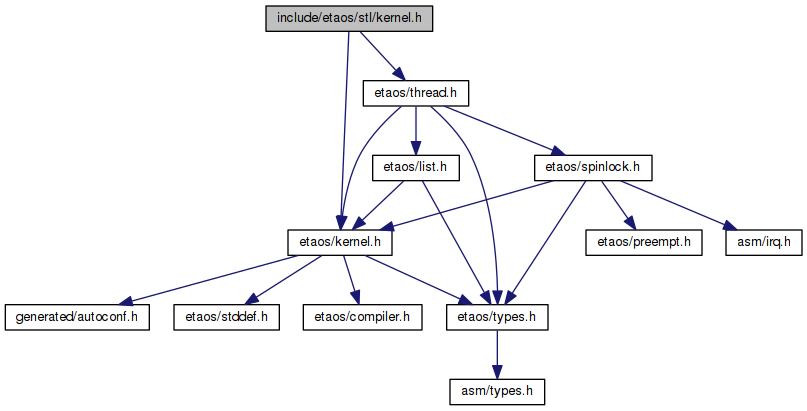 include/etaos/stl/kernel.h
etaos/thread.h
etaos/list.h
etaos/spinlock.h
etaos/kernel.h
etaos/preempt.h
asm/irq.h
generated/autoconf.h
etaos/stddef.h
etaos/compiler.h
etaos/types.h
asm/types.h